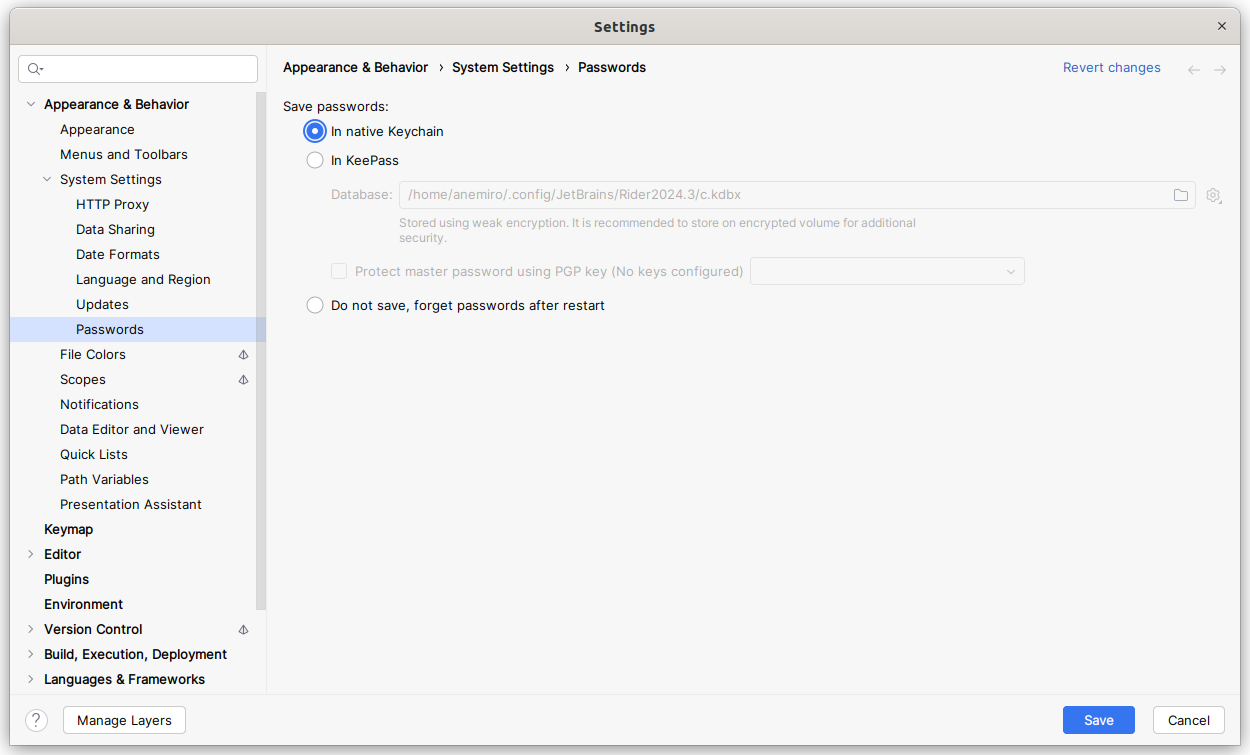 Settings
Appearance & Behavior › System Settings › Passwords
Revert changes
Appearance & Behavior
Appearance
Menus and Toolbars
System Settings
HTTP Proxy
Data Sharing
Date Formats
Language and Region
Updates
Passwords
File Colors
Scopes
Notifications
Data Editor and Viewer
Quick Lists
Path Variables
Presentation Assistant
Keymap
Editor
Plugins
Environment
Version Control
Build, Execution, Deployment
Languages & Frameworks
Save passwords:
In native Keychain
In KeePass
Database: /home/anemiro/.config/JetBrains/Rider2024.3/c.kdbx
Stored using weak encryption. It is recommended to store on encrypted volume for additional
security.
Protect master password using PGP key (No keys configured)
Do not save, forget passwords after restart
?
Manage Layers
Save
Cancel